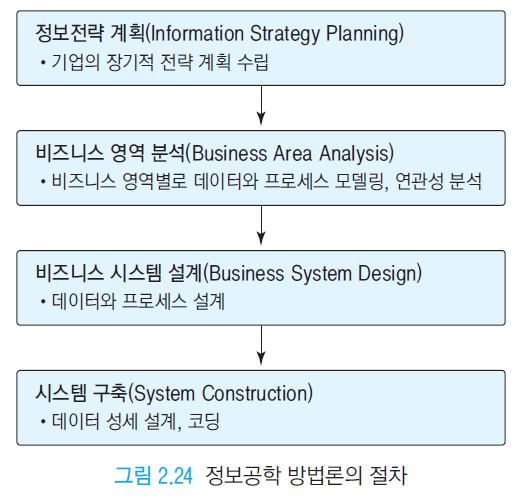 정보전략 계획(Information Strategy Planning)
• 기업의 장기적 전략 계획 수립
비즈니스 영역 분석(Business Area Analysis)
• 비즈니스 영역별로 데이터와 프로세스 모델링, 연관성 분석
비즈니스 시스템 설계(Business System Design)
• 데이터와 프로세스 설계
시스템 구축(System Construction)
• 데이터 성세 설계, 코딩
그림 2.24 정보공학 방법론의 절차